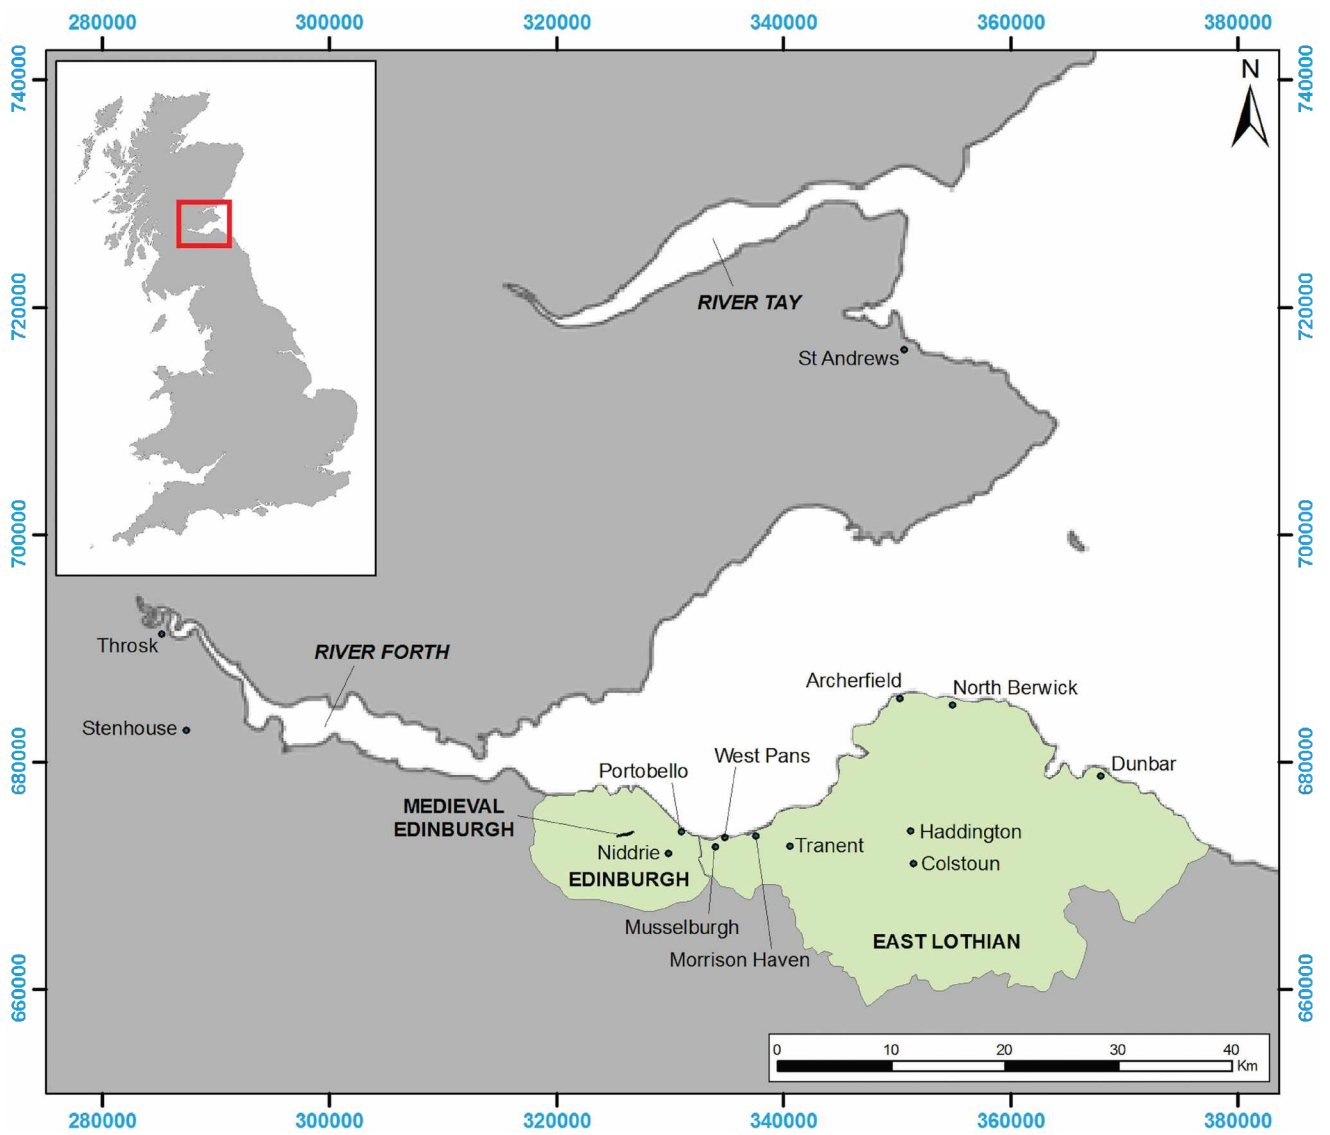 280000 300000 320000 340000 360000 380000
740000 740000
N
RIVER TAY
720000 720000
St Andrews
700000 700000
Throsk
RIVER FORTH
Archerfield
North Berwick
Stenhouse
West Pans
680000 680000
Portobello
Dunbar
MEDIEVAL
EDINBURGH
Haddington
Tranent
Niddrie
Colstoun
EDINBURGH
Musselburgh
EAST LOTHIAN
Morrison Haven
660000 660000
0 10 20 30 40
Km
280000 300000 320000 340000 360000 380000